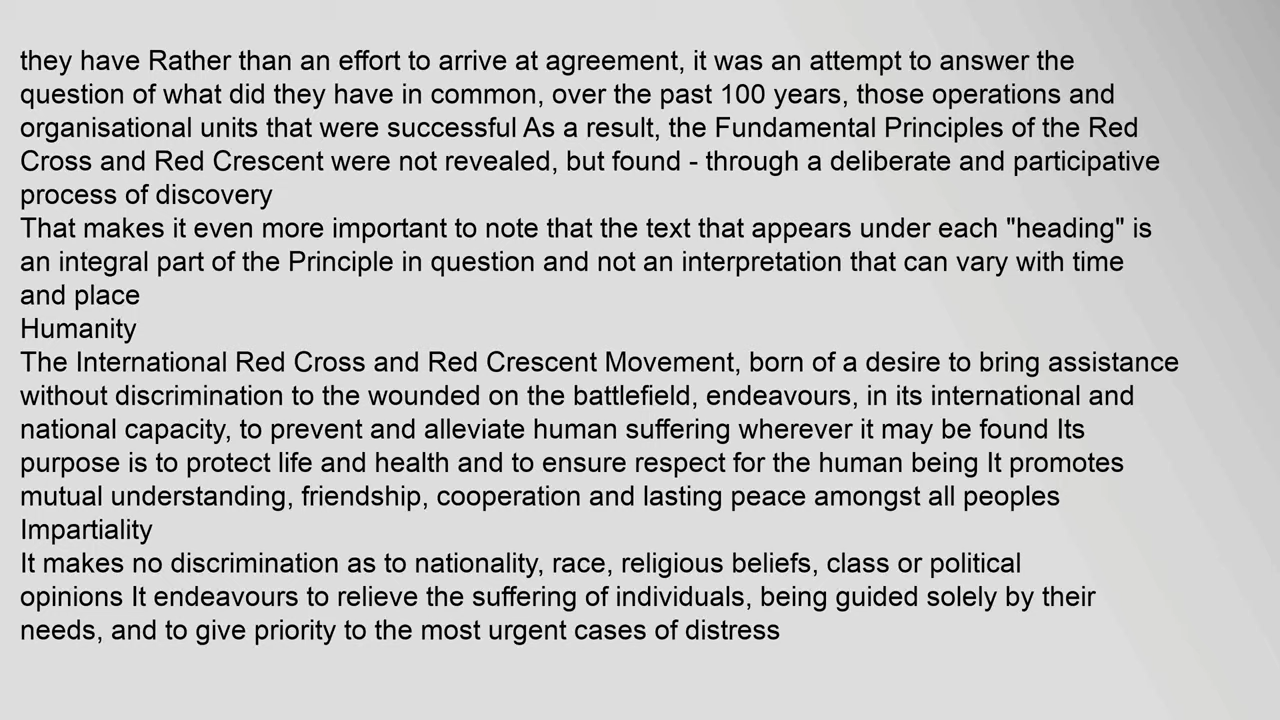 they have Rather than an effort to arrive at agreement, it was an attempt to answer the
question of what did they have in common, over the past 100 years, those operations and
organisational units that were successful As a result, the Fundamental Principles of the Red
Cross and Red Crescent were not revealed, but found - through a deliberate and participative
process of discovery
That makes it even more important to note that the text that appears under each "heading" is
an integral part of the Principle in question and not an interpretation that can vary with time
and place
Humanity
The International Red Cross and Red Crescent Movement, born of a desire to bring assistance
without discrimination to the wounded on the battlefield, endeavours, in its international and
national capacity, to prevent and alleviate human suffering wherever it may be found Its
purpose is to protect life and health and to ensure respect for the human being It promotes
mutual understanding, friendship, cooperation and lasting peace amongst all peoples
Impartiality
It makes no discrimination as to nationality, race, religious beliefs, class or political
opinions It endeavours to relieve the suffering of individuals, being guided solely by their
needs, and to give priority to the most urgent cases of distress